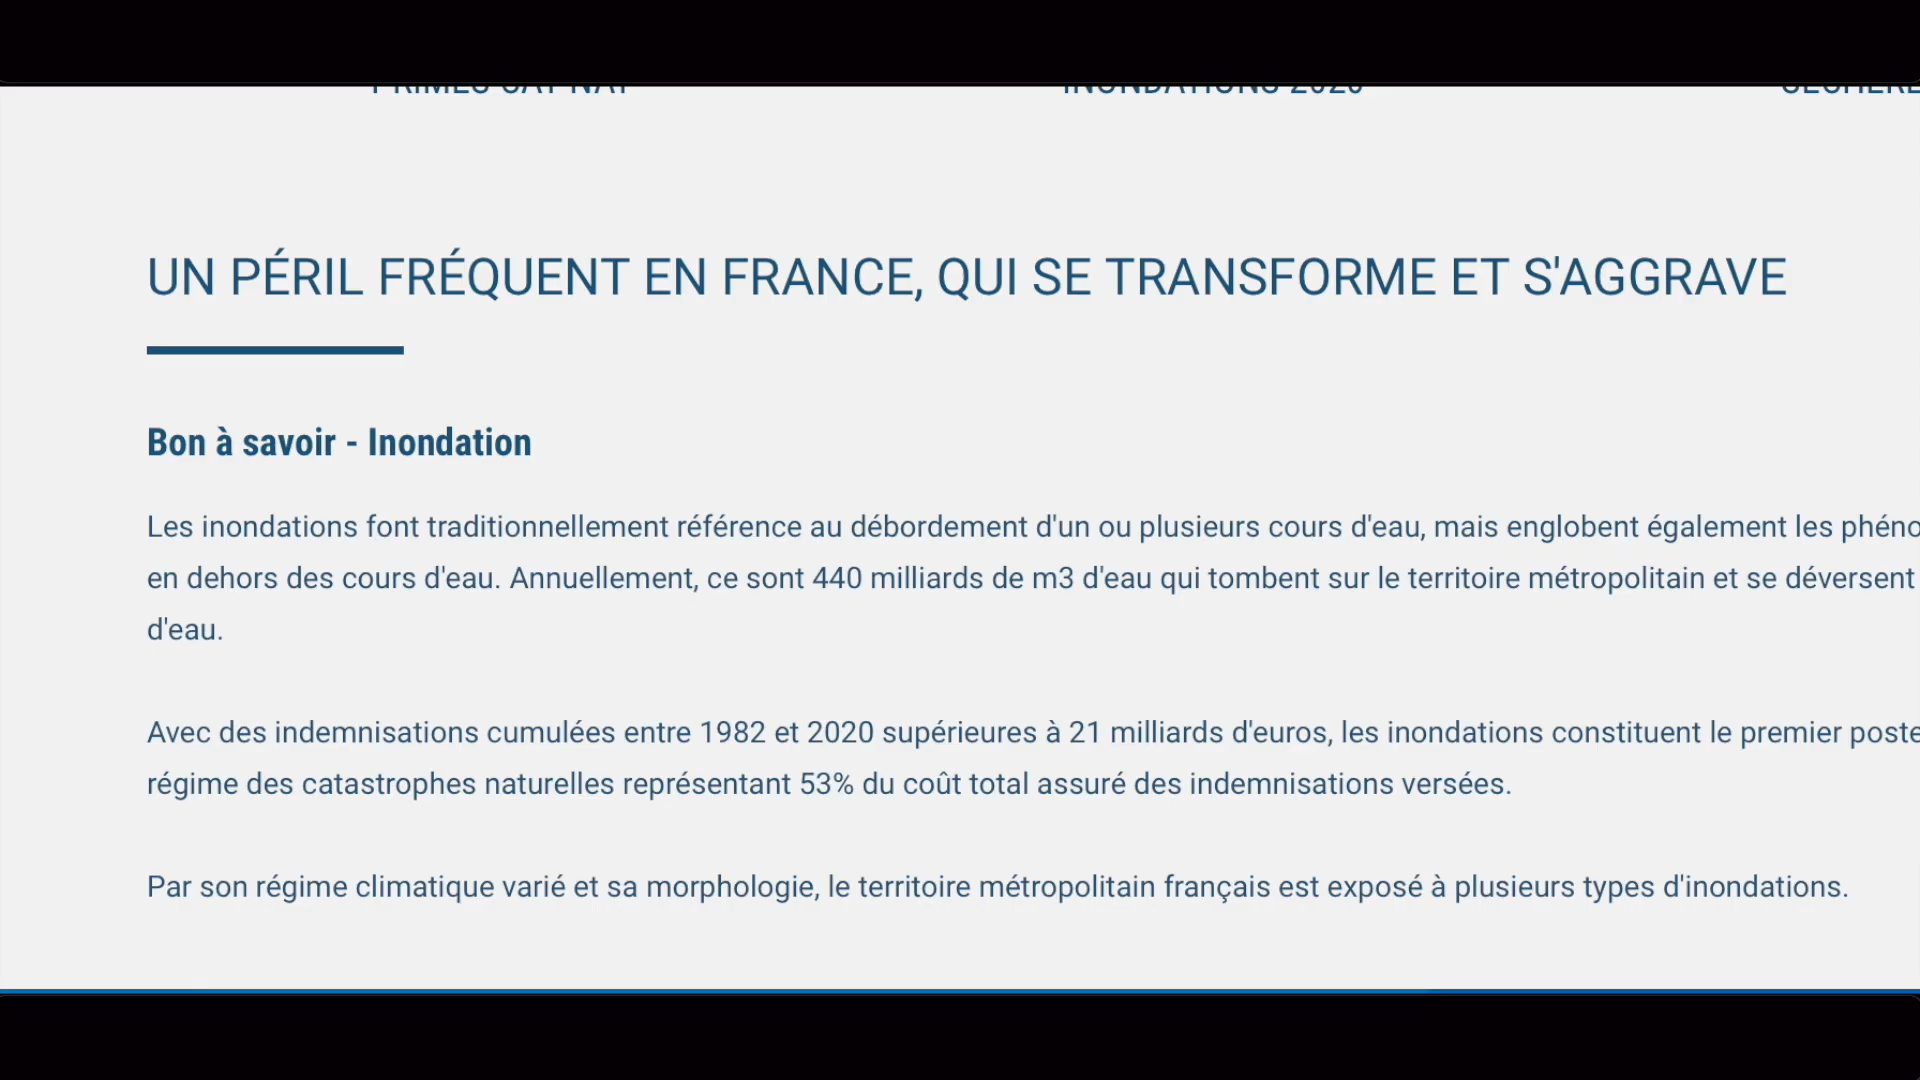 PRIMES CAT NAT INONDATIONS 2020
UN PÉRIL FRÉQUENT EN FRANCE, QUI SE TRANSFORME ET S'AGGRAVE
Bon à savoir - Inondation
Les inondations font traditionnellement référence au débordement d'un ou plusieurs cours d'eau, mais englobent également les
en dehors des cours d'eau. Annuellement, ce sont 440 milliards de m3 d'eau qui tombent sur le territoire métropolitain et se déversent
d'eau.
Avec des indemnisations cumulées entre 1982 et 2020 supérieures à 21 milliards d'euros, les inondations constituent le premier poste
régime des catastrophes naturelles représentant 53% du coût total assuré des indemnisations versées.
Par son régime climatique varié et sa morphologie, le territoire métropolitain français est exposé à plusieurs types d'inondations.